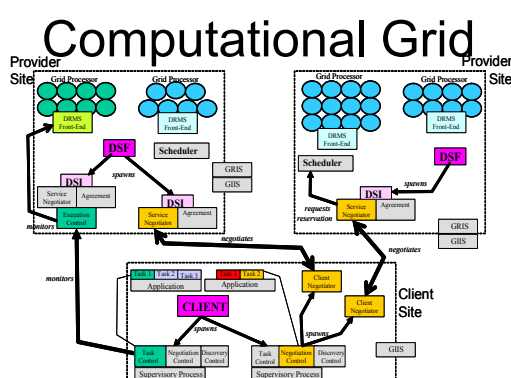 Computational Grid
Provider
Site
Grid Processor
DRMS
Front-End
Grid Processor
DRMS
Front-End
DSF
Scheduler
spawns
DSI
Service
Negotiator
Agreement
DSI
Service
Negotiator
Agreement
Execution
Control
monitors
GRIS
GIIS
Provider
Site
Grid Processor
DRMS
Front-End
Grid Processor
DRMS
Front-End
Scheduler
DSF
spawns
DSI
requests
reservation
Service
Negotiator
Agreement
GRIS
GIIS
negotiates
negotiates
monitors
Client
Site
Task 1 Task 2 Task 3
Application
Task 1 Task 2
Application
Client
Negotiator
Client
Negotiator
CLIENT
spawns
spawns
Task
Control
Negotiation
Control
Discovery
Control
Supervisory Process
Task
Control
Negotiation
Control
Discovery
Control
Supervisory Process
GIIS